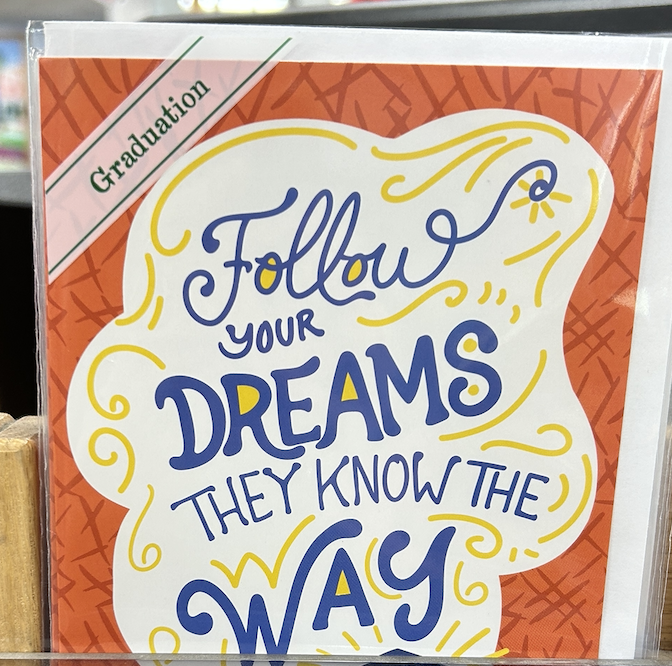 Graduation
Follow
YOUR
DREAMS
THEY KNOW THE
WAY